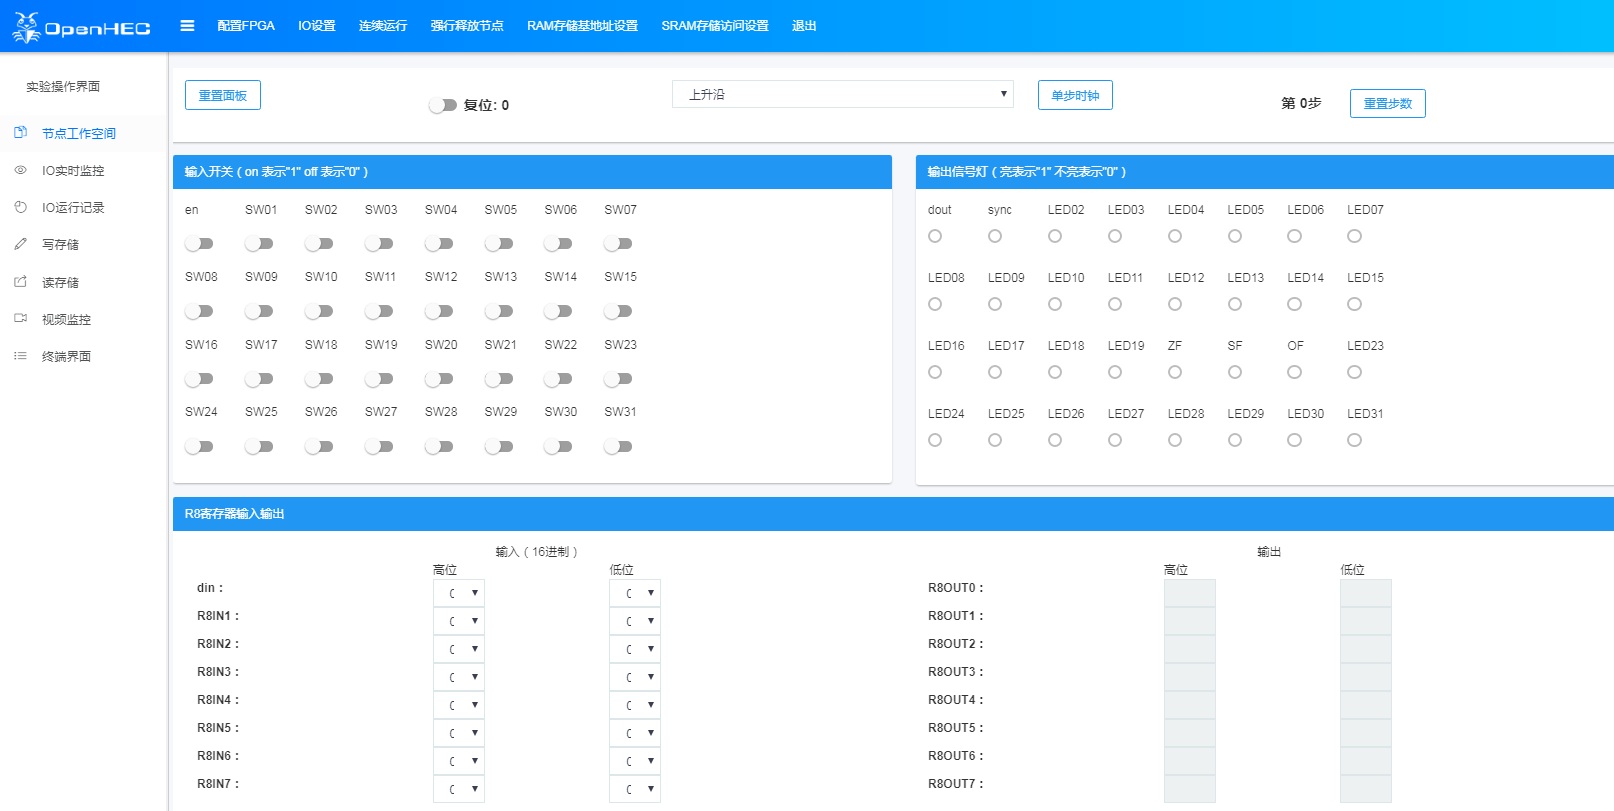 OpenHEC 配置FPGA IO设置 连续运行 强行释放节点 RAM存储基地址设置 SRAM存储访问设置 退出
实验操作界面
节点工作空间
IO实时监控
IO运行记录
写存储
读存储
视频监控
终端界面
重置面板 复位: 0 上升沿 单步时钟 第 0步 重置步数
输入开关 ( on 表示"1" off 表示"0" )
en SW01 SW02 SW03 SW04 SW05 SW06 SW07
SW08 SW09 SW10 SW11 SW12 SW13 SW14 SW15
SW16 SW17 SW18 SW19 SW20 SW21 SW22 SW23
SW24 SW25 SW26 SW27 SW28 SW29 SW30 SW31
输出信号灯 ( 亮表示"1" 不亮表示"0" )
dout sync LED02 LED03 LED04 LED05 LED06 LED07
LED08 LED09 LED10 LED11 LED12 LED13 LED14 LED15
LED16 LED17 LED18 LED19 ZF SF OF LED23
LED24 LED25 LED26 LED27 LED28 LED29 LED30 LED31
R8寄存器输入输出
输入 ( 16进制 )
高位 低位
din :
R8IN1 :
R8IN2 :
R8IN3 :
R8IN4 :
R8IN5 :
R8IN6 :
R8IN7 :
输出
高位 低位
R8OUT0 :
R8OUT1 :
R8OUT2 :
R8OUT3 :
R8OUT4 :
R8OUT5 :
R8OUT6 :
R8OUT7 :